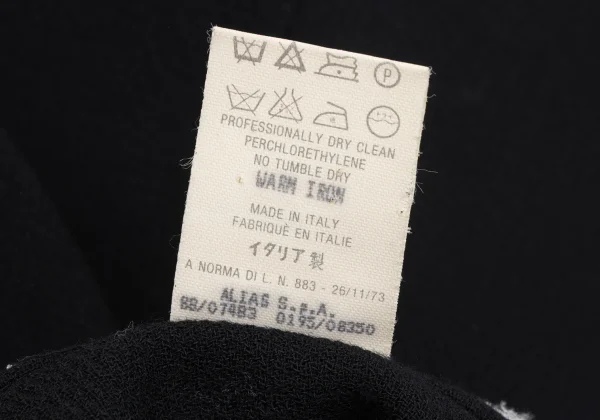 P
PROFESSIONALLY DRY CLEAN
PERCHLORETHYLENE
NO TUMBLE DRY
WARM IRON
MADE IN ITALY
FABRIQUÈ EN ITALIE
イタリア製
A NORMA DI L. N. 883 - 26/11/73
ALIAS S.P.A.
88/07483 0195/08350